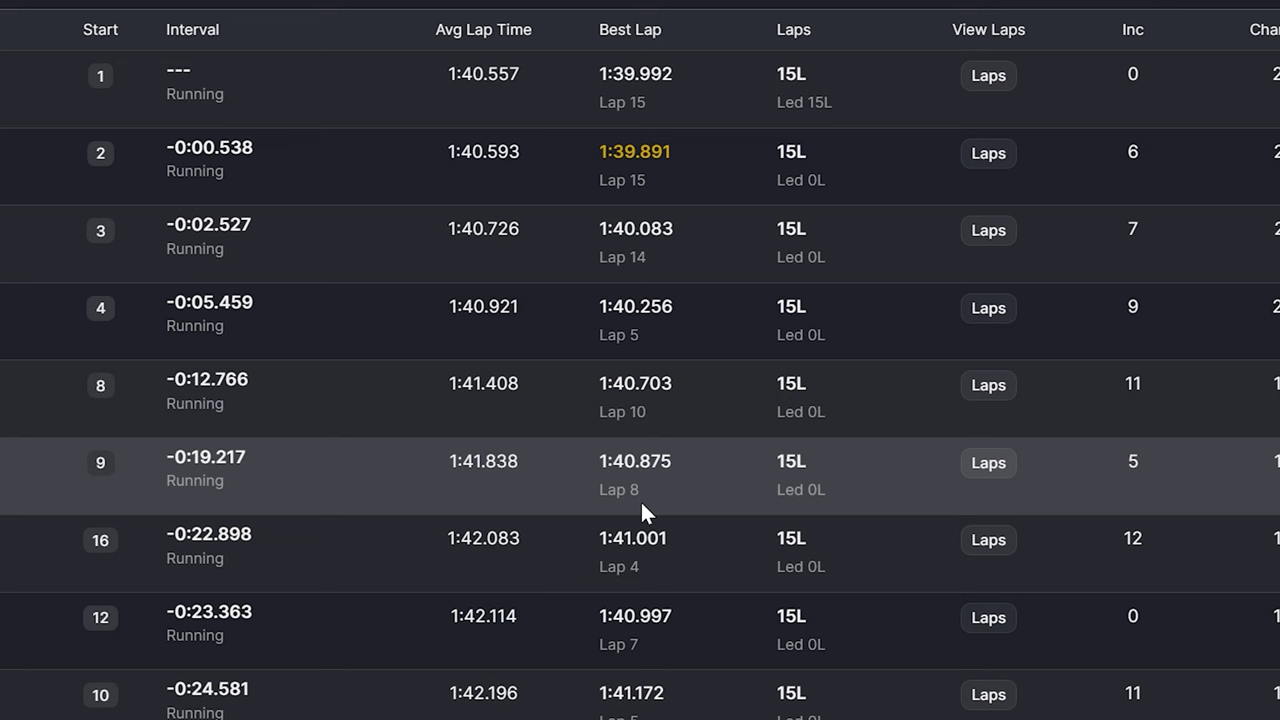 Start Interval Avg Lap Time Best Lap Laps View Laps Inc
1 --- 1:40.557 1:39.992 15L Laps 0
Running Lap 15 Led 15L
2 -0:00.538 1:40.593 1:39.891 15L Laps 6
Running Lap 15 Led 0L
3 -0:02.527 1:40.726 1:40.083 15L Laps 7
Running Lap 14 Led 0L
4 -0:05.459 1:40.921 1:40.256 15L Laps 9
Running Lap 5 Led 0L
8 -0:12.766 1:41.408 1:40.703 15L Laps 11
Running Lap 10 Led 0L
9 -0:19.217 1:41.838 1:40.875 15L Laps 5
Running Lap 8 Led 0L
16 -0:22.898 1:42.083 1:41.001 15L Laps 12
Running Lap 4 Led 0L
12 -0:23.363 1:42.114 1:40.997 15L Laps 0
Running Lap 7 Led 0L
10 -0:24.581 1:42.196 1:41.172 15L Laps 11
Running